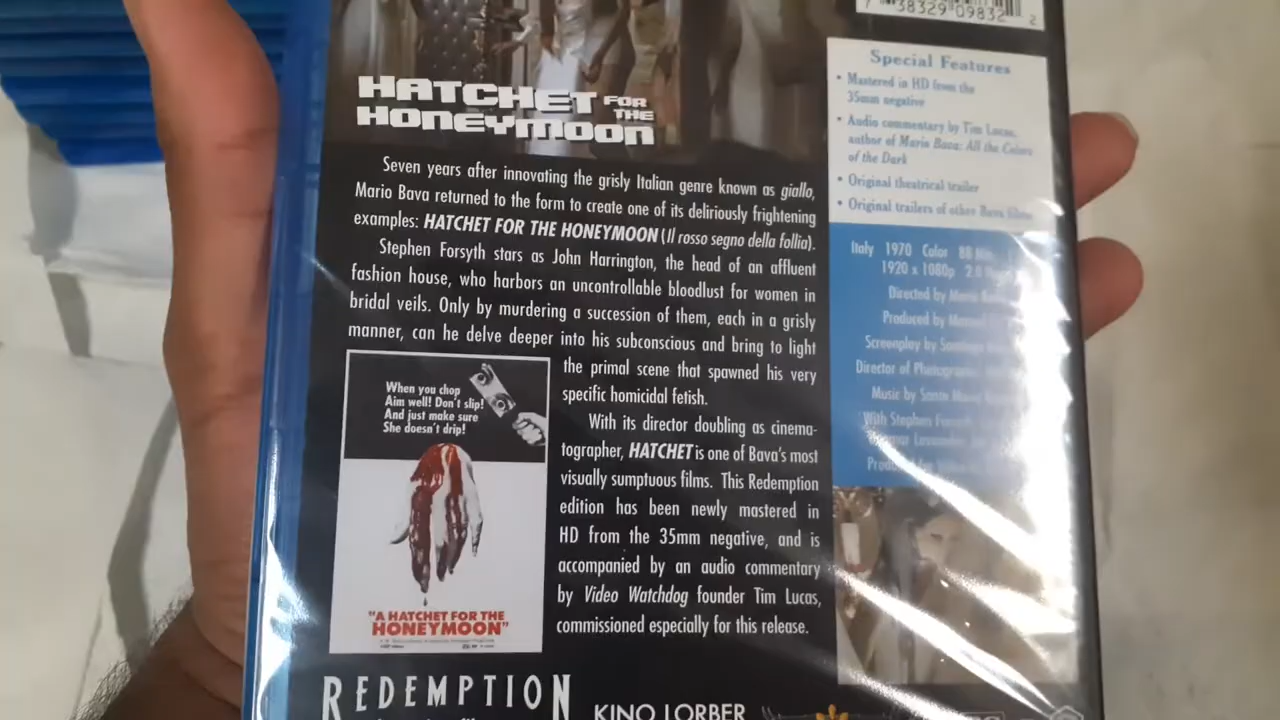 7 38329 09832 2
HATCHET FOR THE
HONEYMOON
Seven years after innovating the grisly Italian genre known as giallo,
Mario Bava returned to the form to create one of its deliriously frightening
examples: HATCHET FOR THE HONEYMOON (Il rosso segno della follia).
Stephen Forsyth stars as John Harrington, the head of an affluent
fashion house, who harbors an uncontrollable bloodlust for women in
bridal veils. Only by murdering a succession of them, each in a grisly
manner, can he delve deeper into his subconscious and bring to light
the primal scene that spawned his very
specific homicidal fetish.
With its director doubling as cinema-
tographer, HATCHET is one of Bava's most
visually sumptuous films. This Redemption
edition has been newly mastered in
HD from the 35mm negative, and is
accompanied by an audio commentary
by Video Watchdog founder Tim Lucas,
commissioned especially for this release.
When you chop
Aim well! Don't slip!
And just make sure
She doesn't drip!
"A HATCHET FOR THE
HONEYMOON"
REDEMPTION
KINO LORBER
Special Features
• Mastered in HD from the
35mm negative
• Audio commentary by Tim Lucas,
author of Mario Bava: All the Colors
of the Dark
• Original theatrical trailer
• Original trailers of other Bava films
Italy 1970 Color 88
1920 x 1080p
Directed by Mario
Produced by
Screenplay by
Director of
Music by Sante
With Stephen